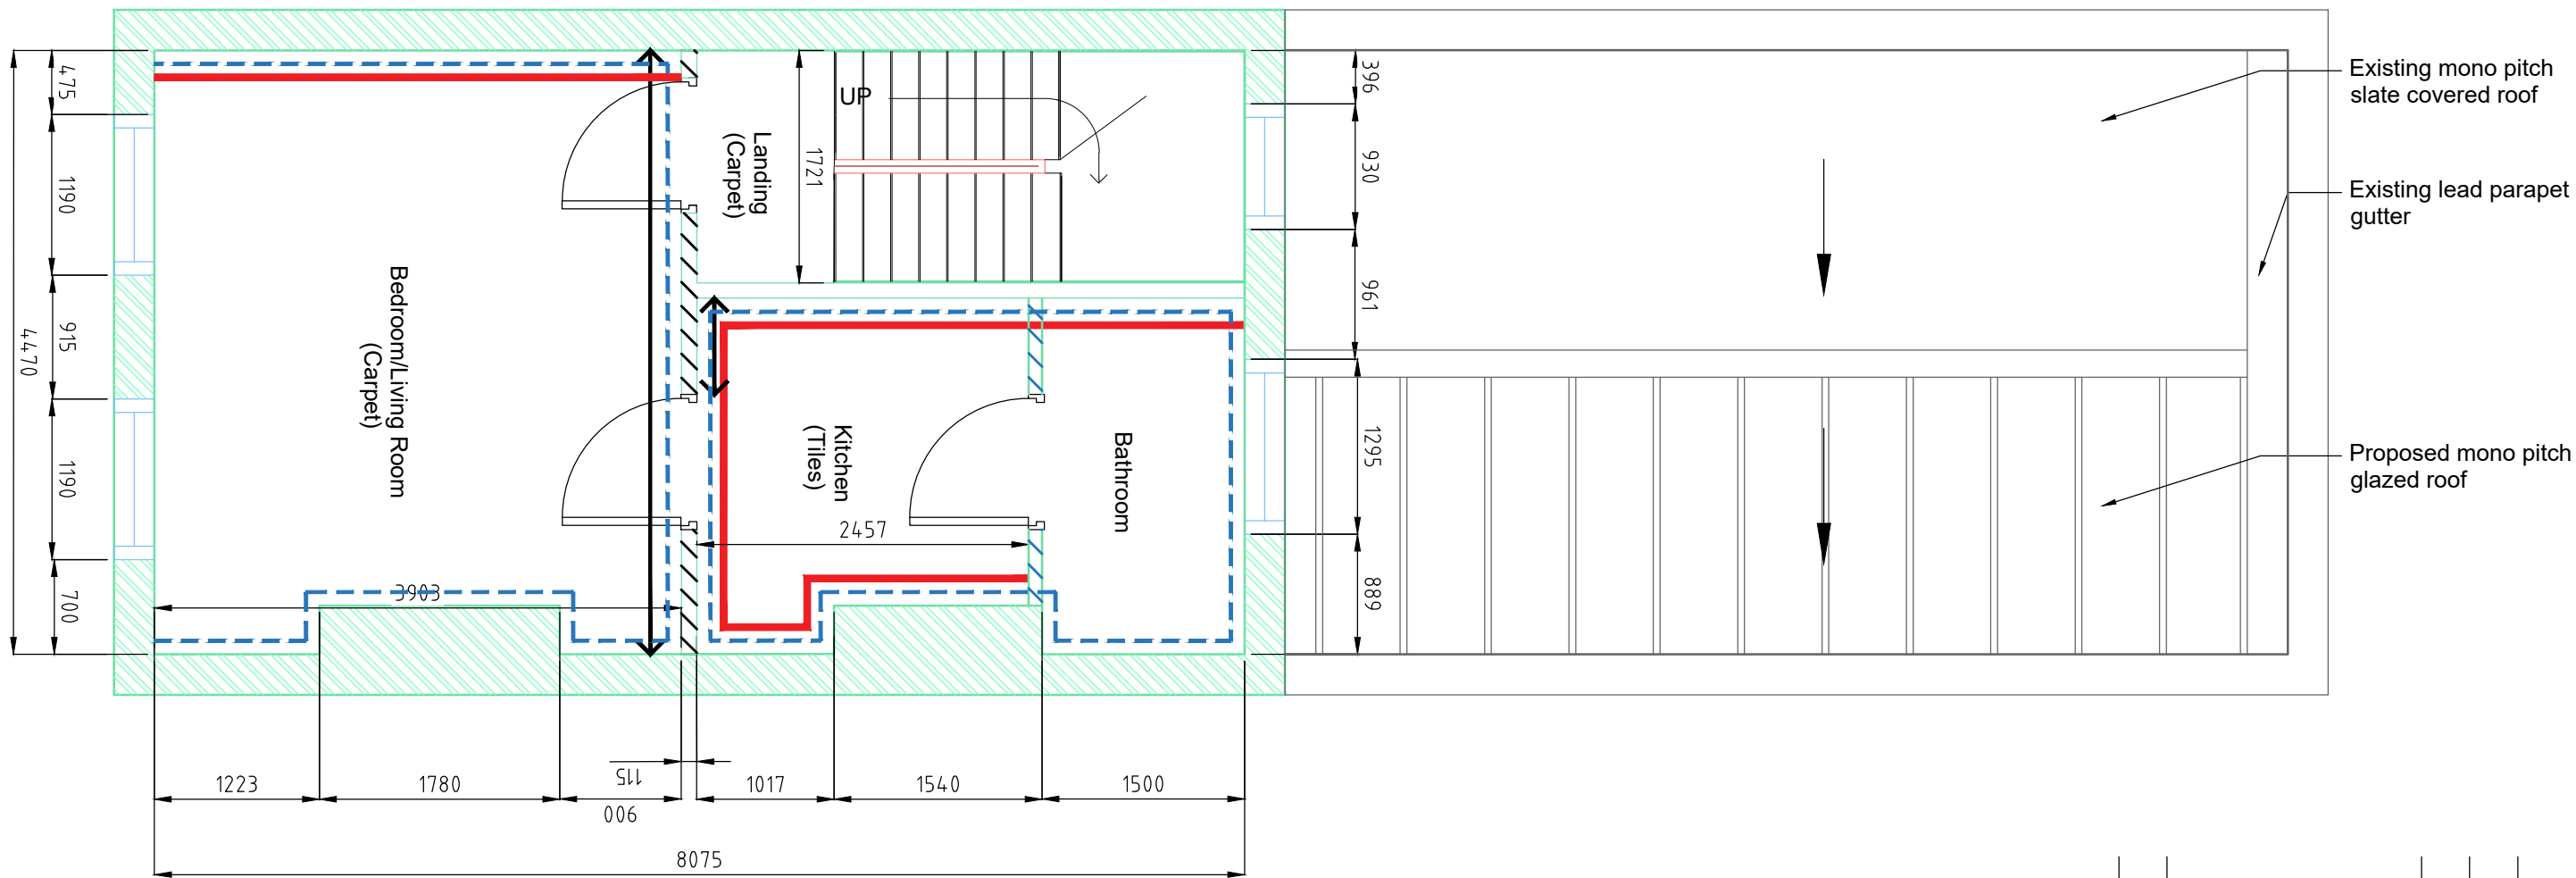 Existing mono pitch
slate covered roof
Existing lead parapet
gutter
Proposed mono pitch
glazed roof
UP
Landing
(Carpet)
1721
Bedroom/Living Room
(Carpet)
Kitchen
(Tiles)
Bathroom
2457
3903
475
1190
915
1190
700
4470
396
930
961
1295
889
1223
1780
900
115
1017
1540
1500
8075